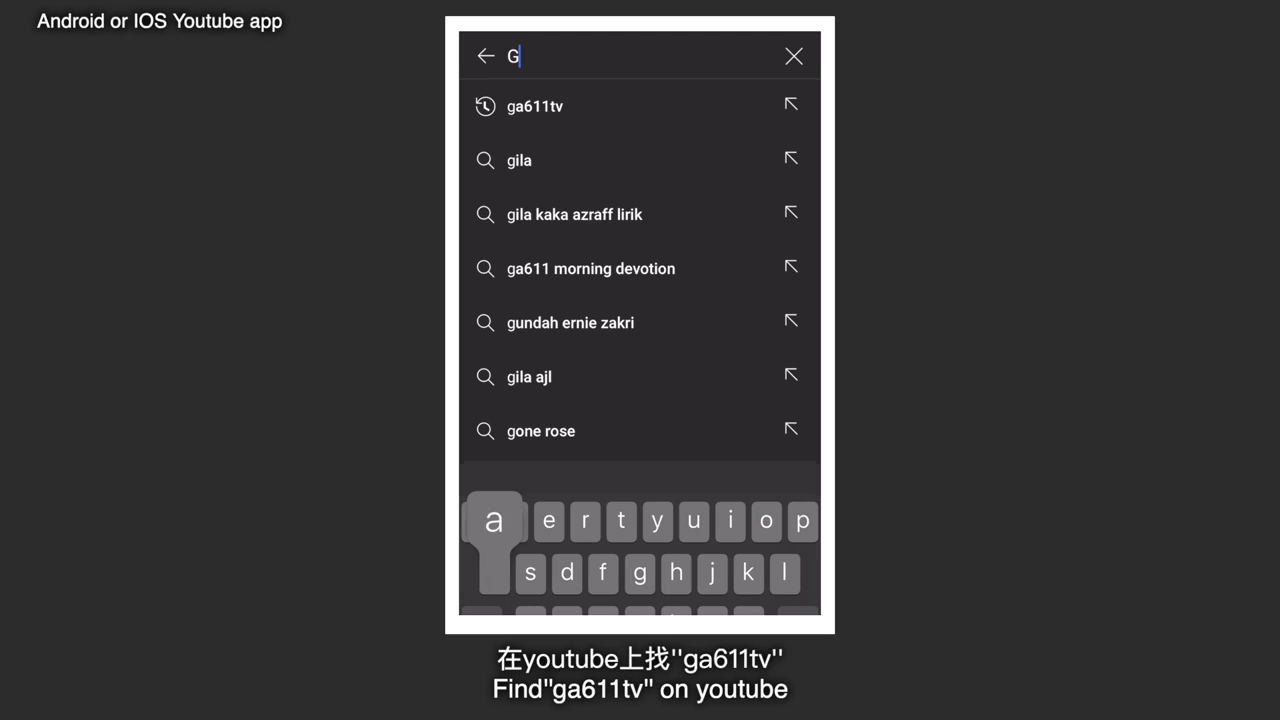 Android or IOS Youtube app
G
ga611tv
gila
gila kaka azraff lirik
ga611 morning devotion
gundah ernie zakri
gila ajl
gone rose
a e r t y u i o p
s d f g h j k l
在youtube上找''ga611tv''
Find"ga611tv" on youtube